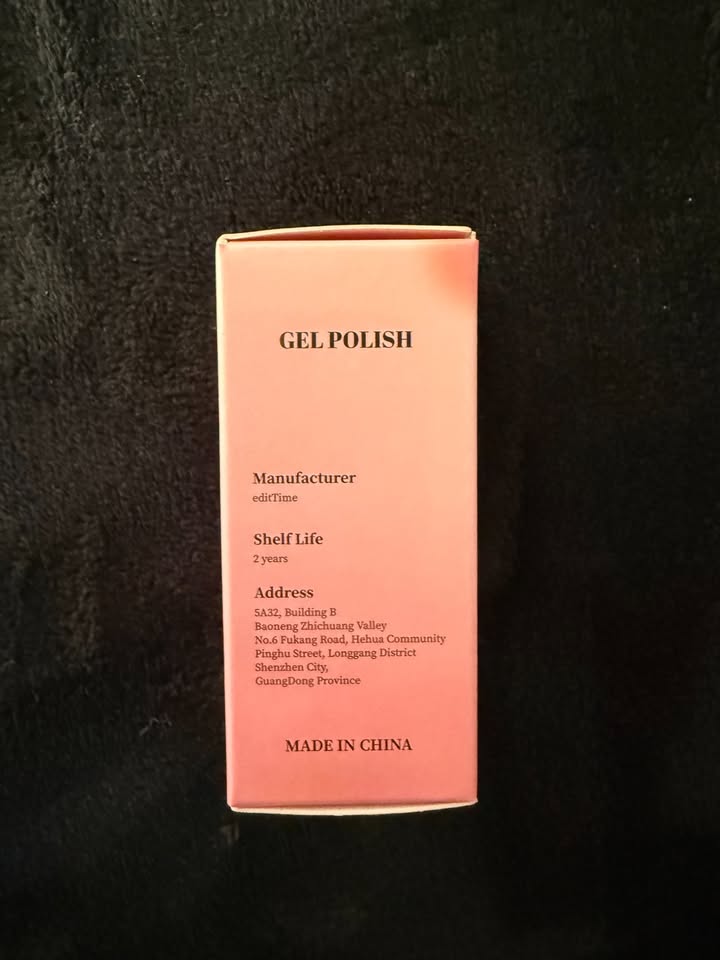 GEL POLISH
Manufacturer
editTime
Shelf Life
2 years
Address
5A32, Building B
Baoneng Zhichuang Valley
No.6 Fukang Road, Hehua Community
Pinghu Street, Longgang District
Shenzhen City,
GuangDong Province
MADE IN CHINA